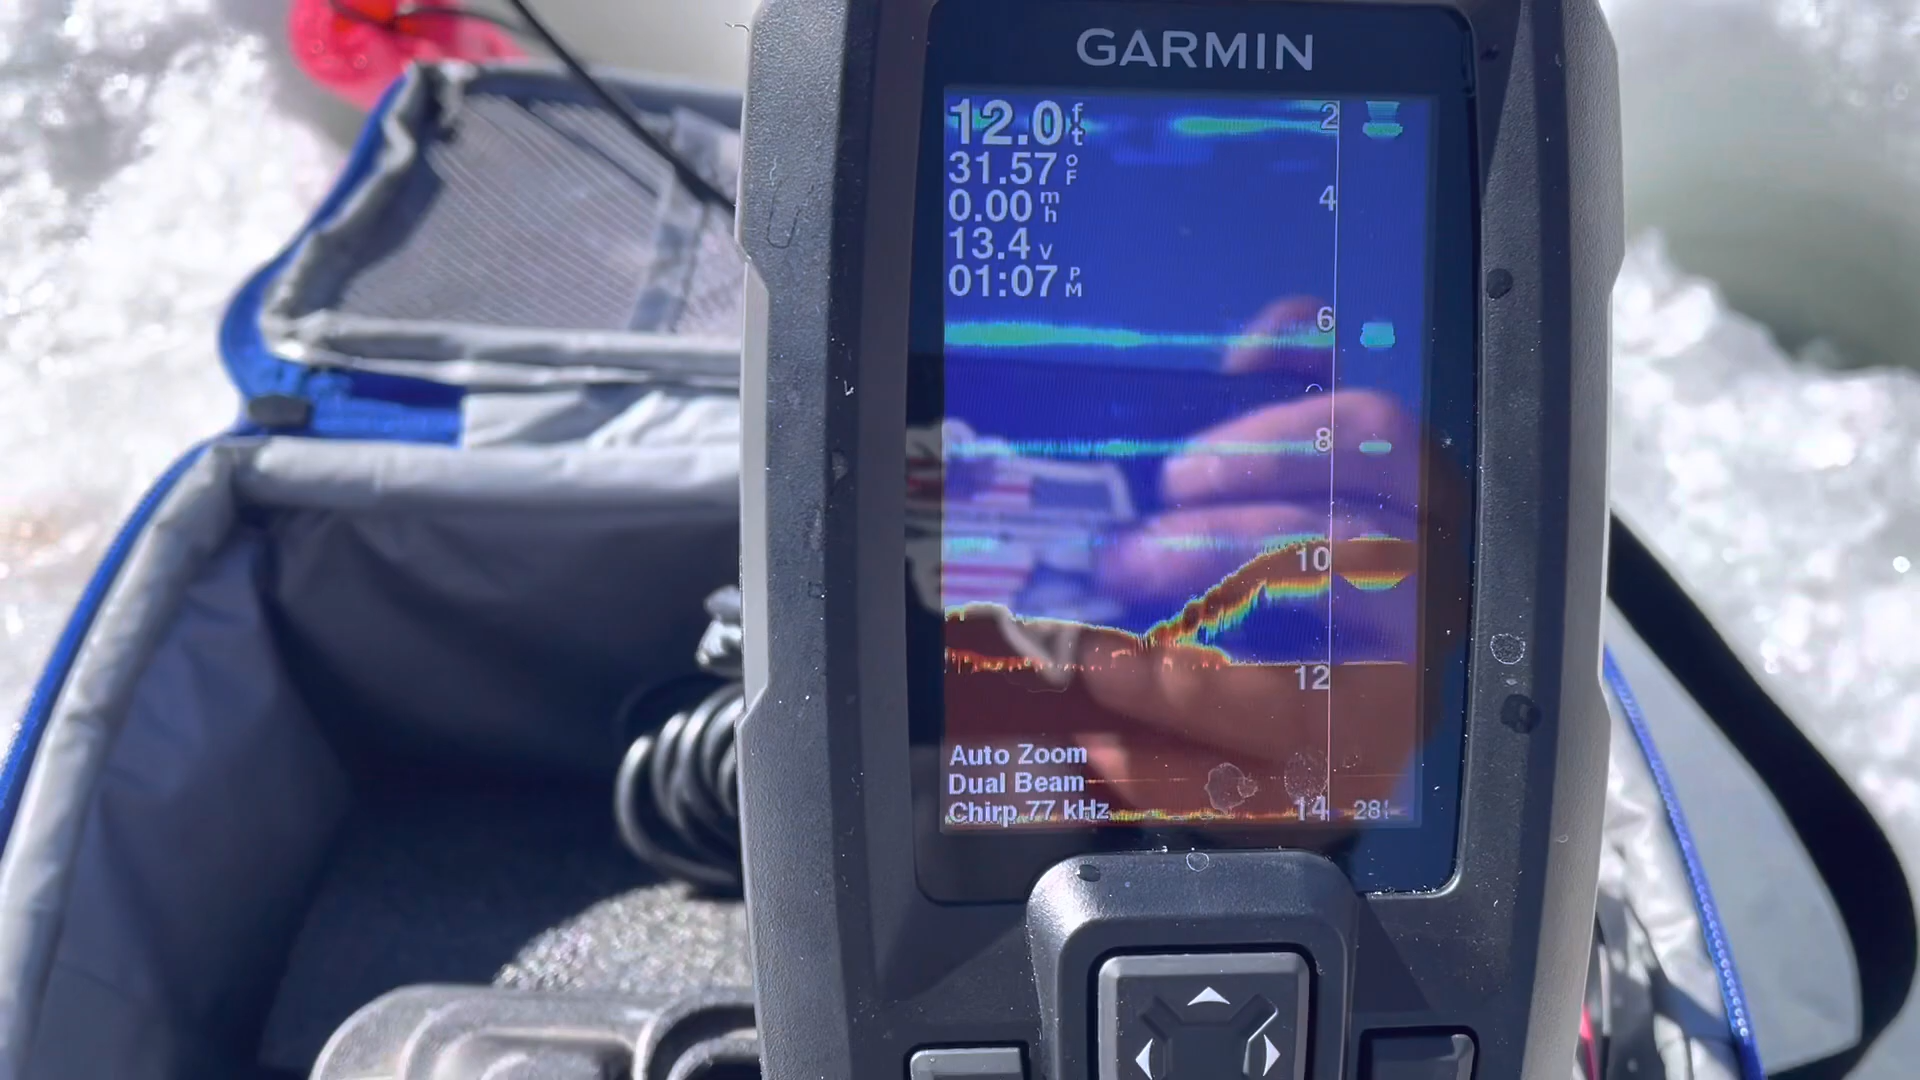 GARMIN
12.0 ft
31.57 °F
0.00 mh
13.4 V
01:07 PM
2
4
6
8
10
12
14
Auto Zoom
Dual Beam
Chirp 77 kHz
28